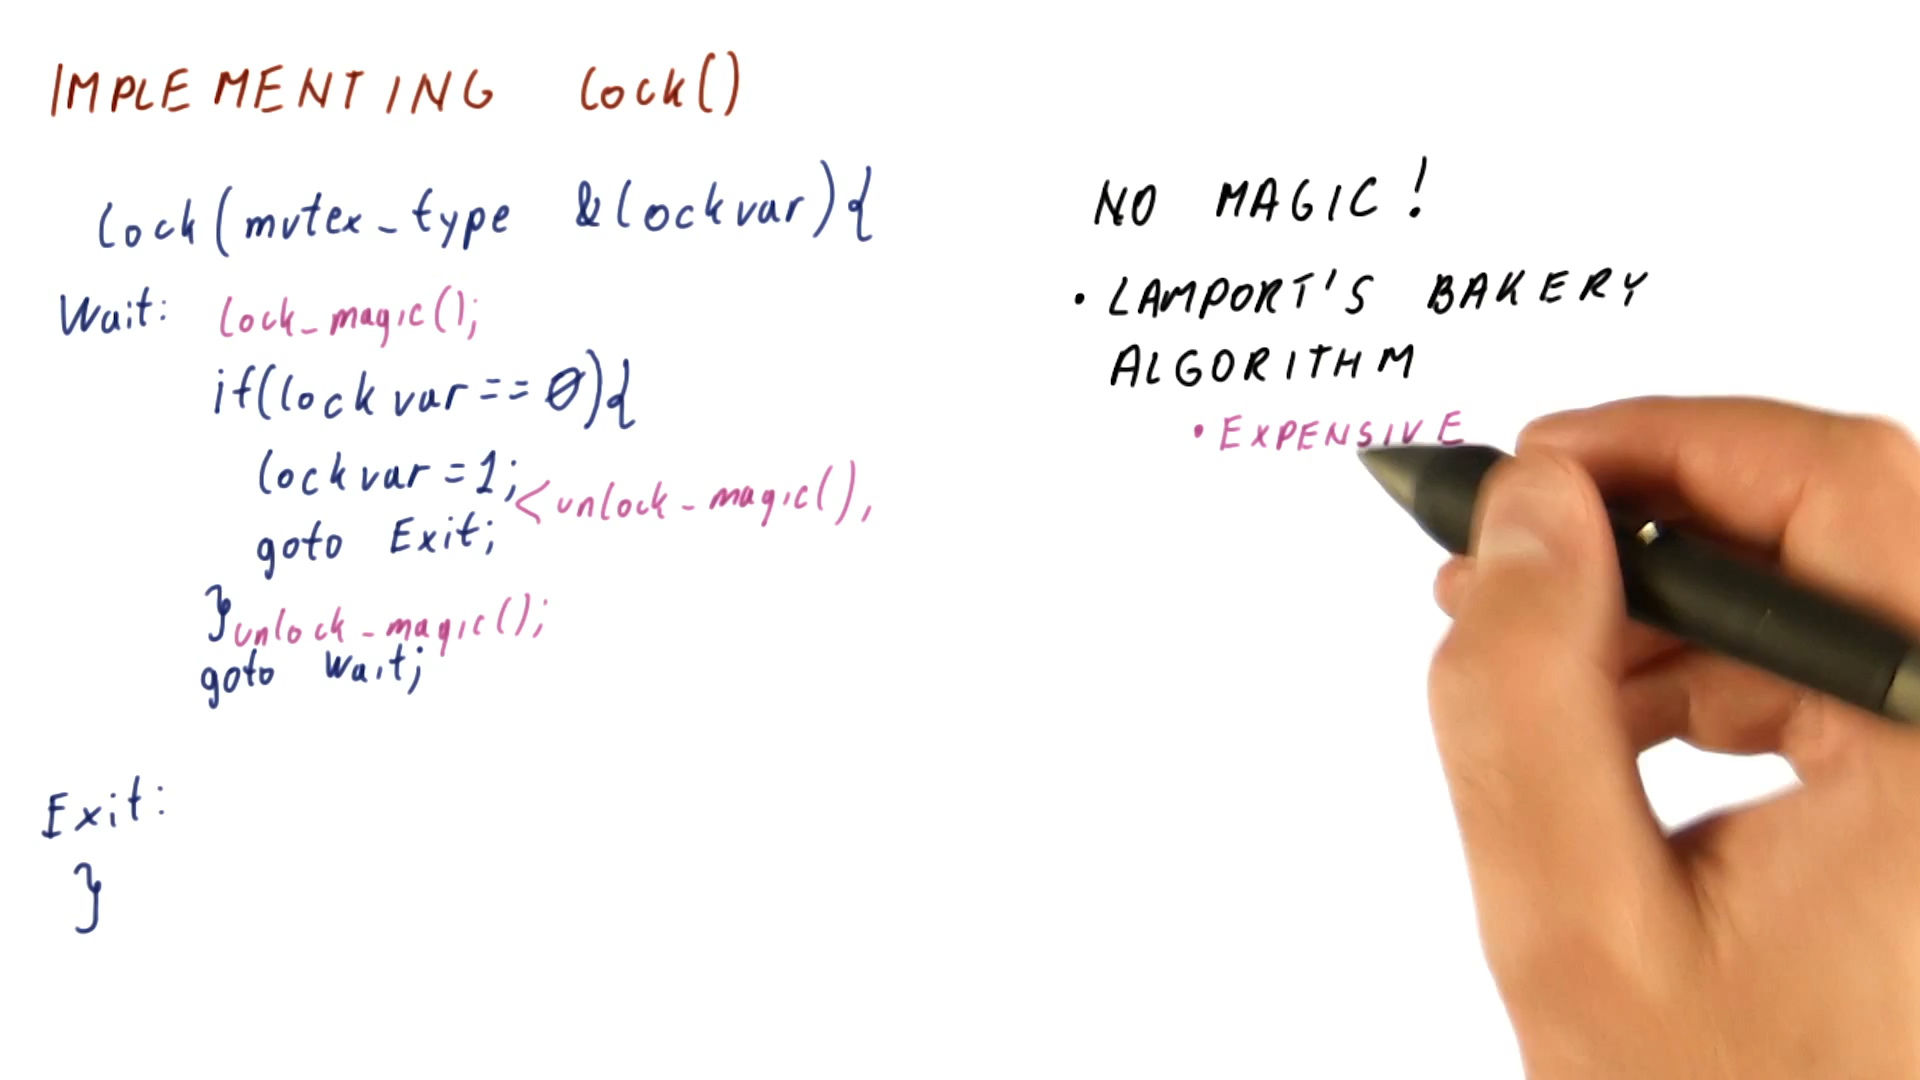 IMPLEMENTING lock()
lock(mutex_type &lockvar){
Wait: lock_magic();
if(lockvar==0){
lockvar=1;
<unlock_magic(),
goto Exit;
}unlock_magic();
goto Wait;
Exit:
}
NO MAGIC!
• LAMPORT'S BAKERY
ALGORITHM
• EXPENSIVE